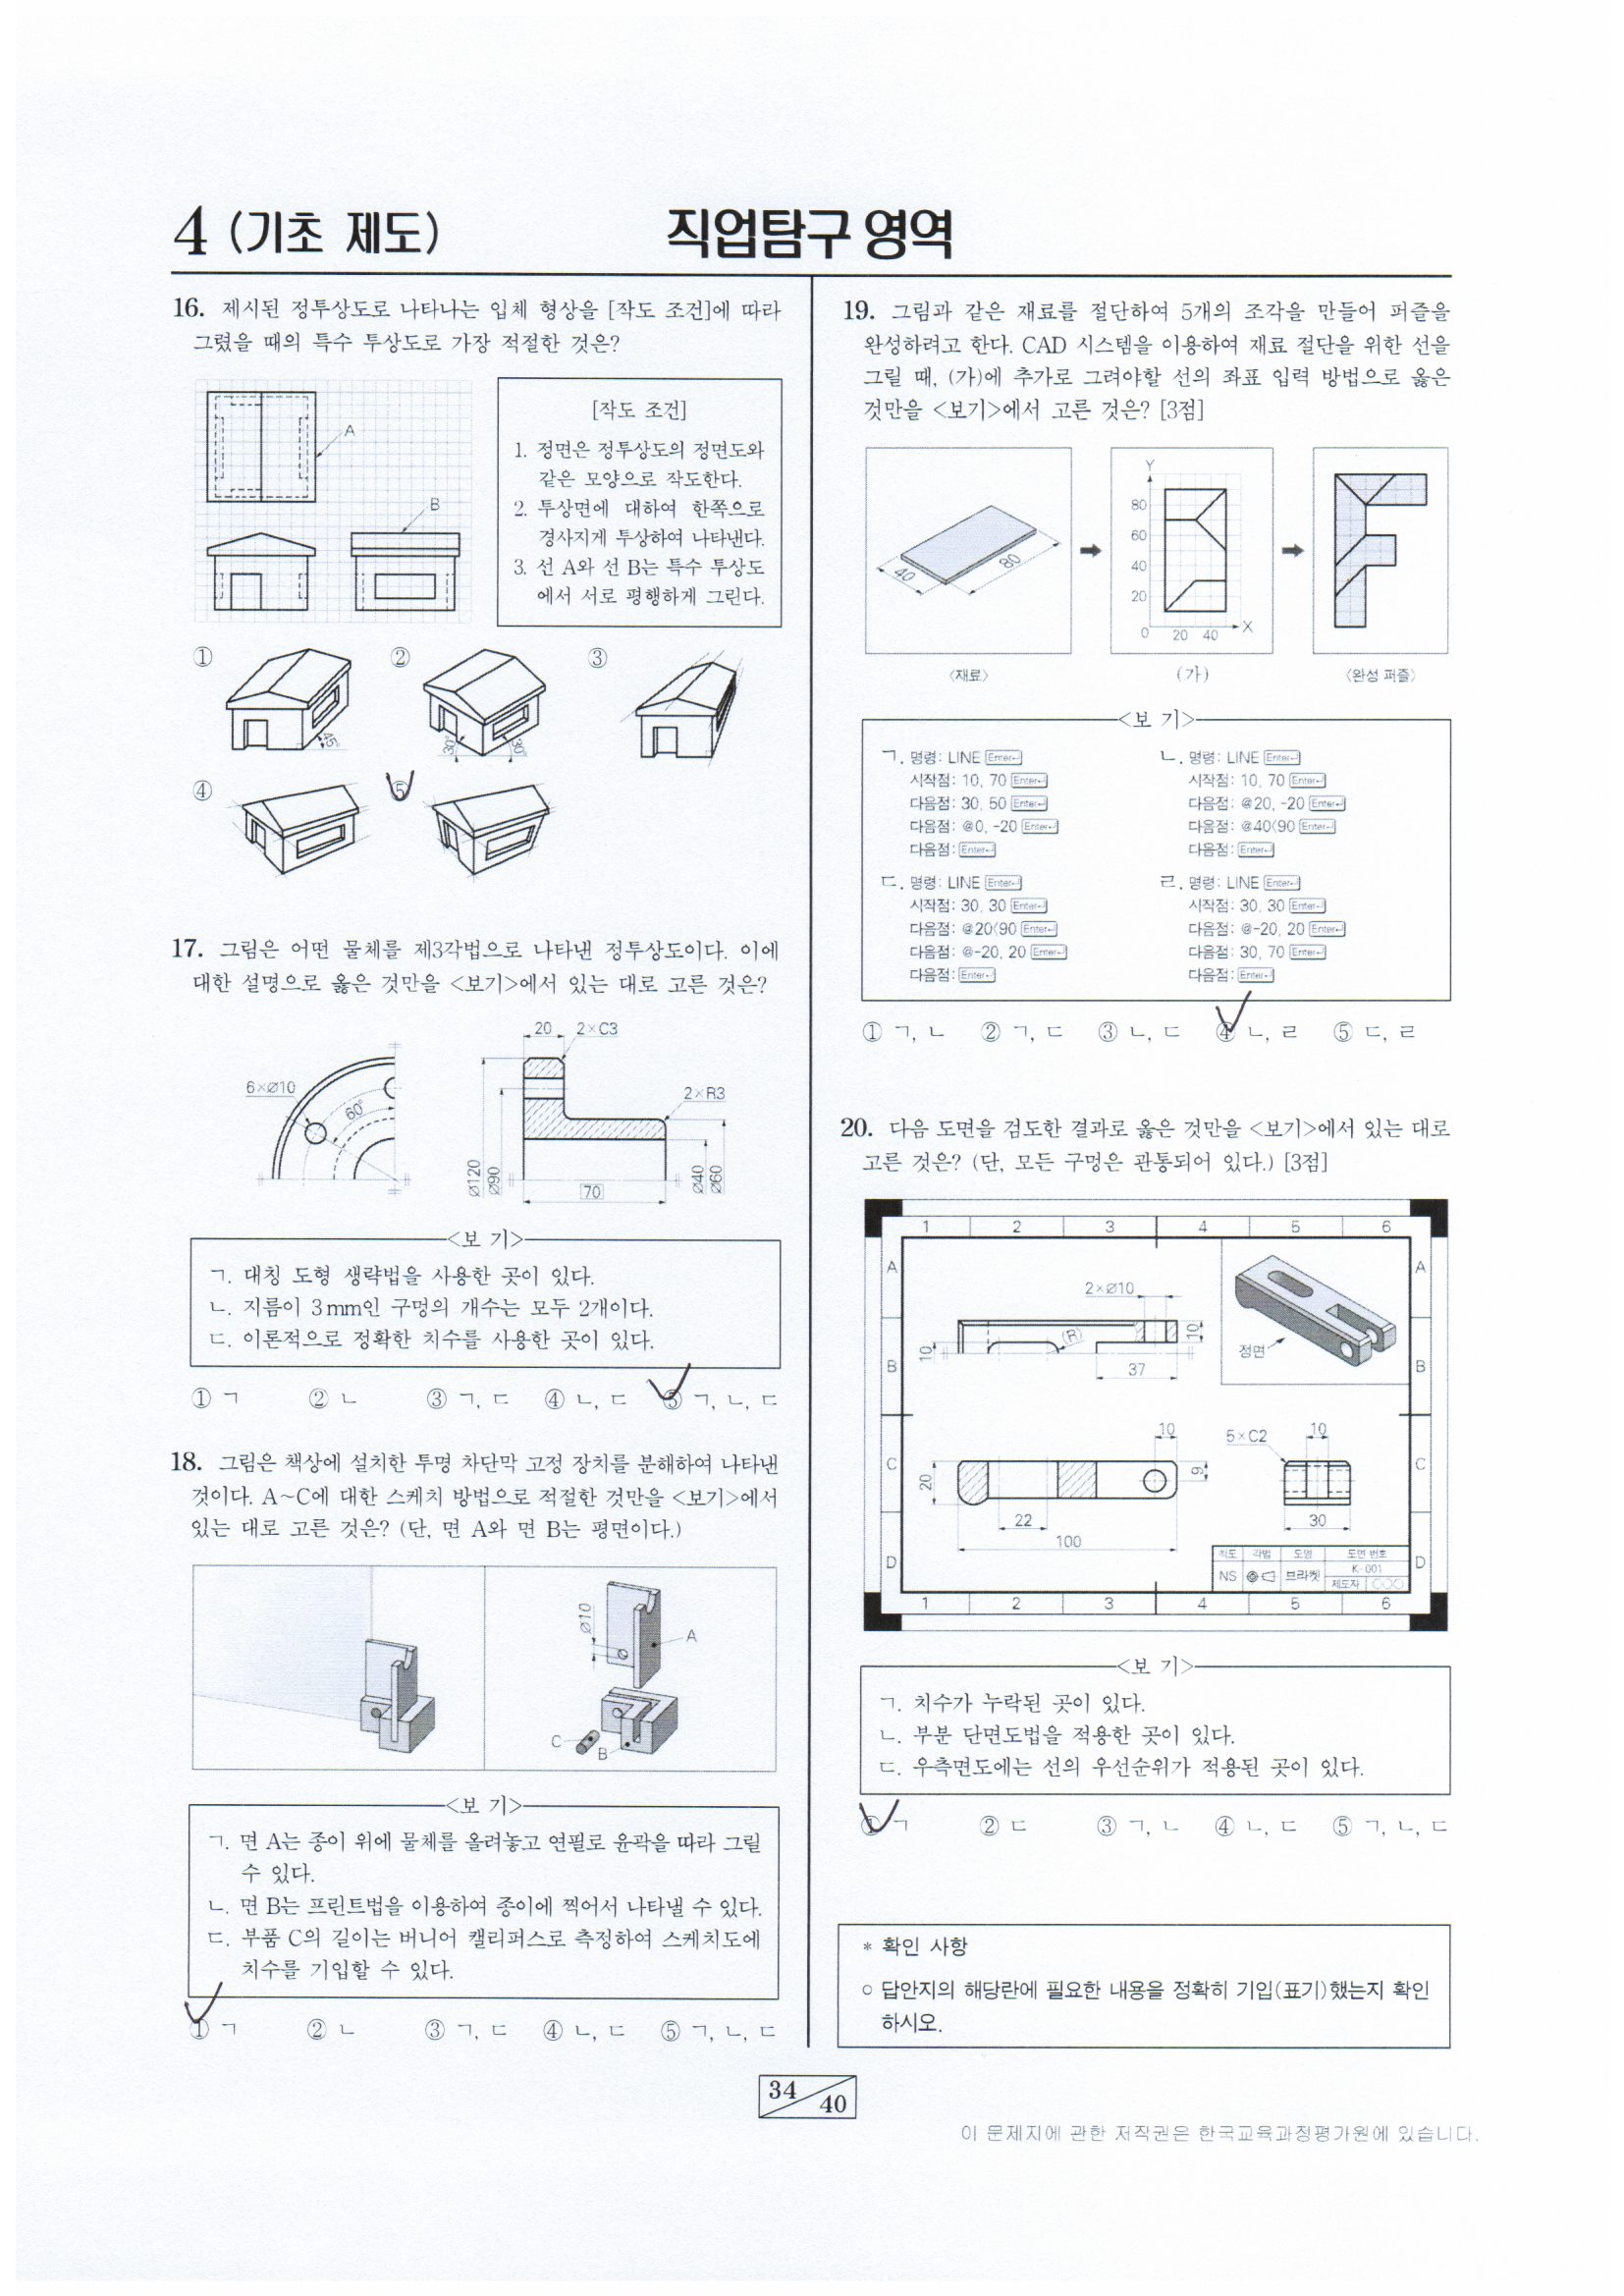 4 (기초 제도)
직업탐구 영역
16. 제시된 정투상도로 나타나는 입체 형상을 [작도 조건]에 따라
그렸을 때의 특수 투상도로 가장 적절한 것은?
A
B
[작도 조건]
1. 정면은 정투상도의 정면도와
같은 모양으로 작도한다.
2. 투상면에 대하여 한쪽으로
경사지게 투상하여 나타낸다.
3. 선 A와 선 B는 특수 투상도
에서 서로 평행하게 그린다.
① ② ③
45°
30° 30°
④ ⑤
17. 그림은 어떤 물체를 제3각법으로 나타낸 정투상도이다. 이에
대한 설명으로 옳은 것만을 <보기>에서 있는 대로 고른 것은?
20 2×C3
6×⌀10
60°
2×R3
⌀120
⌀90
⌀40
⌀60
70
<보 기>
ㄱ. 대칭 도형 생략법을 사용한 곳이 있다.
ㄴ. 지름이 3mm인 구멍의 개수는 모두 2개이다.
ㄷ. 이론적으로 정확한 치수를 사용한 곳이 있다.
① ㄱ ② ㄴ ③ ㄱ, ㄷ ④ ㄴ, ㄷ ⑤ ㄱ, ㄴ, ㄷ
18. 그림은 책상에 설치한 투명 차단막 고정 장치를 분해하여 나타낸
것이다. A~C에 대한 스케치 방법으로 적절한 것만을 <보기>에서
있는 대로 고른 것은? (단, 면 A와 면 B는 평면이다.)
⌀10
A
C
B
<보 기>
ㄱ. 면 A는 종이 위에 물체를 올려놓고 연필로 윤곽을 따라 그릴
수 있다.
ㄴ. 면 B는 프린트법을 이용하여 종이에 찍어서 나타낼 수 있다.
ㄷ. 부품 C의 길이는 버니어 캘리퍼스로 측정하여 스케치도에
치수를 기입할 수 있다.
① ㄱ ② ㄴ ③ ㄱ, ㄷ ④ ㄴ, ㄷ ⑤ ㄱ, ㄴ, ㄷ
19. 그림과 같은 재료를 절단하여 5개의 조각을 만들어 퍼즐을
완성하려고 한다. CAD 시스템을 이용하여 재료 절단을 위한 선을
그릴 때, (가)에 추가로 그려야할 선의 좌표 입력 방법으로 옳은
것만을 <보기>에서 고른 것은? [3점]
40 80
Y
80
60
40
20
0 20 40 X
<재료> (가) <완성 퍼즐>
<보 기>
ㄱ. 명령: LINE Enter↵
시작점: 10, 70 Enter↵
다음점: 30, 50 Enter↵
다음점: @0, -20 Enter↵
다음점: Enter↵
ㄴ. 명령: LINE Enter↵
시작점: 10, 70 Enter↵
다음점: @20, -20 Enter↵
다음점: @40<90 Enter↵
다음점: Enter↵
ㄷ. 명령: LINE Enter↵
시작점: 30, 30 Enter↵
다음점: @20<90 Enter↵
다음점: @-20, 20 Enter↵
다음점: Enter↵
ㄹ. 명령: LINE Enter↵
시작점: 30, 30 Enter↵
다음점: @-20, 20 Enter↵
다음점: 30, 70 Enter↵
다음점: Enter↵
① ㄱ, ㄴ ② ㄱ, ㄷ ③ ㄴ, ㄷ ④ ㄴ, ㄹ ⑤ ㄷ, ㄹ
20. 다음 도면을 검도한 결과로 옳은 것만을 <보기>에서 있는 대로
고른 것은? (단, 모든 구멍은 관통되어 있다.) [3점]
1 2 3 4 5 6
A A
2×⌀10
10
(R)
10
37
정면
B B
10
5×C2 10
C C
20
9
22
30
100
D D
척도 각법 도명 도면 번호
NS 브라켓 K-001
제도자 ○○○
1 2 3 4 5 6
<보 기>
ㄱ. 치수가 누락된 곳이 있다.
ㄴ. 부분 단면도법을 적용한 곳이 있다.
ㄷ. 우측면도에는 선의 우선순위가 적용된 곳이 있다.
① ㄱ ② ㄷ ③ ㄱ, ㄴ ④ ㄴ, ㄷ ⑤ ㄱ, ㄴ, ㄷ
* 확인 사항
○ 답안지의 해당란에 필요한 내용을 정확히 기입(표기)했는지 확인
하시오.
34
40
이 문제지에 관한 저작권은 한국교육과정평가원에 있습니다.